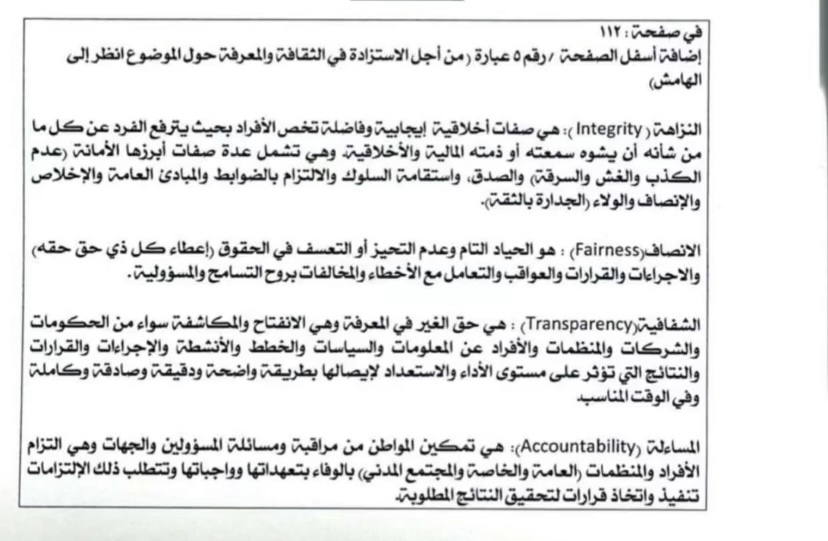 في صفحة : ١١٢
إضافة أسفل الصفحة / رقم ٥ عبارة (من أجل الاستزادة في الثقافة والمعرفة حول الموضوع انظر إلى
الهامش)
النزاهة (Integrity): هي صفات أخلاقية إيجابية وفاضلة تخص الأفراد بحيث يترفع الفرد عن كل ما
من شأنه أن يشوه سمعته أو ذمته المالية والأخلاقية. وهي تشمل عدة صفات أبرزها الأمانة (عدم
الكذب والغش والسرقة) والصدق، واستقامة السلوك والالتزام بالضوابط والمبادئ العامة والإخلاص
والإنصاف والولاء (الجدارة بالثقة).
الانصاف(Fairness) : هو الحياد التام وعدم التحيز أو التعسف في الحقوق (إعطاء كل ذي حق حقه)
والاجراءات والقرارات والعواقب والتعامل مع الأخطاء والمخالفات بروح التسامح والمسؤولية .
الشفافية(Transparency) : هي حق الغير في المعرفة وهي الانفتاح والمكاشفة سواء من الحكومات
والشركات والمنظمات والأفراد عن المعلومات والسياسات والخطط والأنشطة والإجراءات والقرارات
والنتائج التي تؤثر على مستوى الأداء والاستعداد لإيصالها بطريقة واضحة ودقيقة وصادقة وكاملة
وفي الوقت المناسب.
المساءلة (Accountability): هي تمكين المواطن من مراقبة ومسائلة المسؤولين والجهات وهي التزام
الأفراد والمنظمات (العامة والخاصة والمجتمع المدني) بالوفاء بتعهداتها وواجباتها وتتطلب ذلك الإلتزامات
تنفيذ واتخاذ قرارات لتحقيق النتائج المطلوبة.